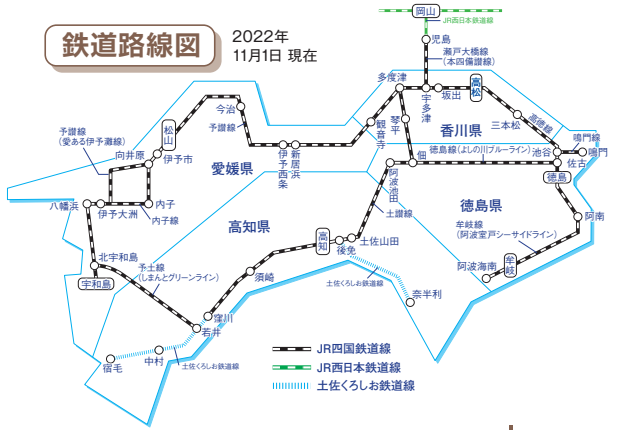 鉄道路線図
2022年
11月1日 現在
岡山
JR西日本鉄道線
児島
瀬戸大橋線
(本四備讃線)
多度津
宇多津
坂出
高松
今治
予讃線
観音寺
琴平
香川県
三本松
高徳線
鳴門線
池谷
鳴門
佐古
松山
予讃線
(愛ある伊予灘線)
向井原
伊予市
伊予西条
新居浜
愛媛県
佃
徳島線(よしの川ブルーライン)
徳島
阿波池田
八幡浜
伊予大洲
内子
内子線
土讃線
徳島県
阿南
高知県
牟岐線
(阿波室戸シーサイドライン)
高知
後免
土佐山田
北宇和島
予土線
(しまんとグリーンライン)
須崎
阿波海南
牟岐
宇和島
土佐くろしお鉄道線
奈半利
窪川
若井
宿毛
中村
土佐くろしお鉄道線
JR四国鉄道線
JR西日本鉄道線
土佐くろしお鉄道線